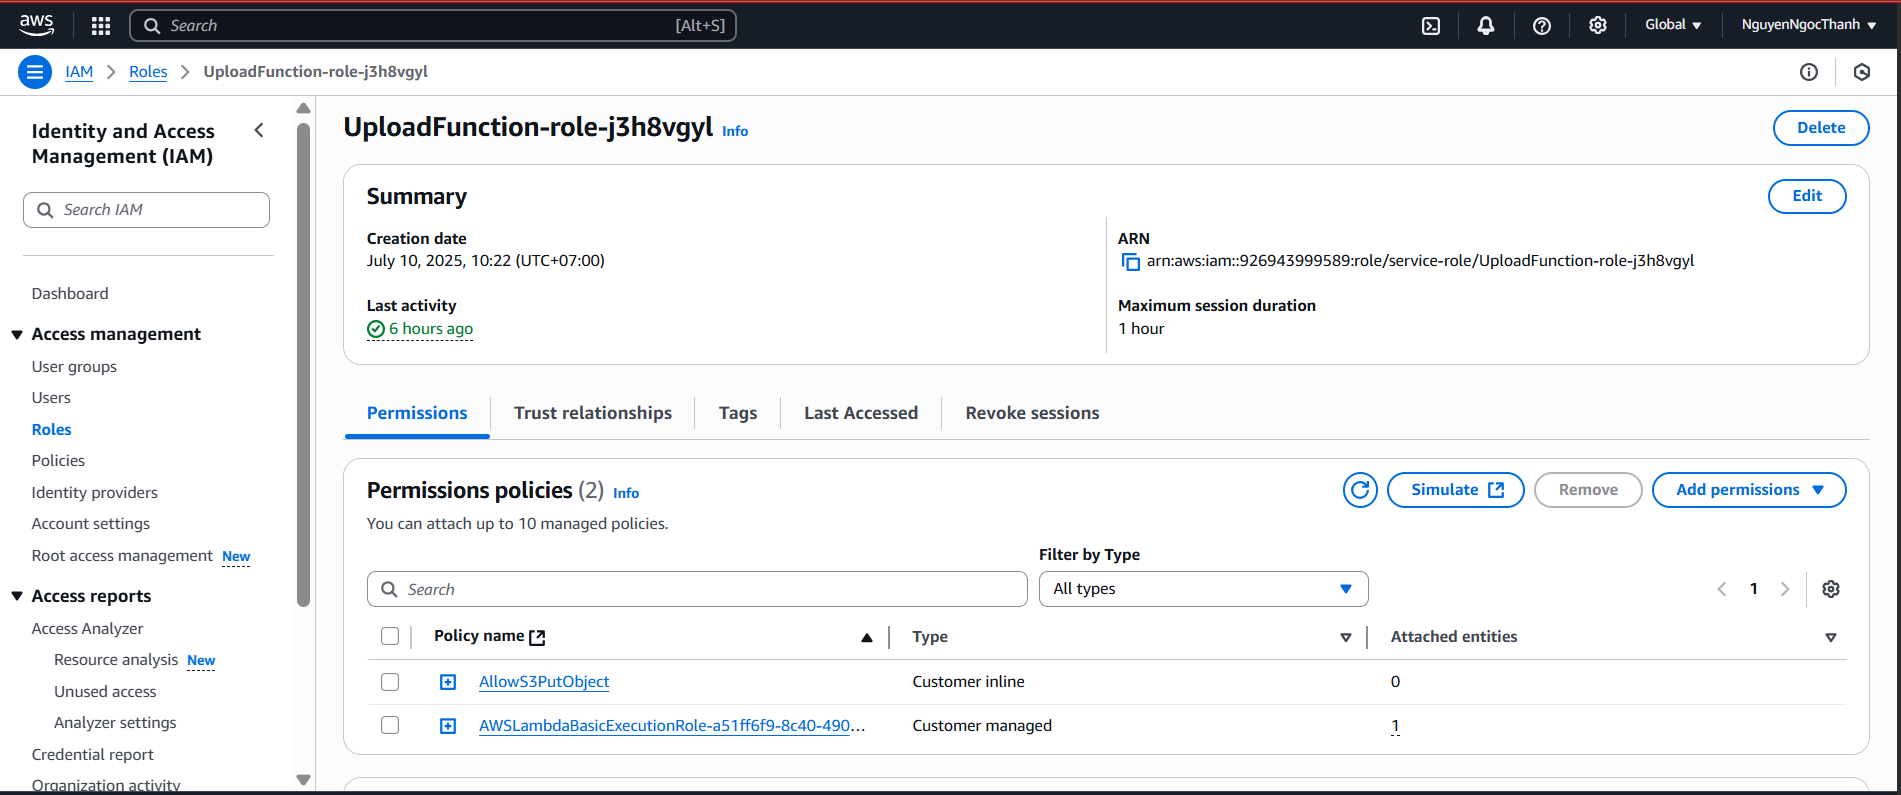 aws
Search [Alt+S] Global NguyenNgocThanh
IAM Roles UploadFunction-role-j3h8vgyl
Identity and Access Management (IAM)
Search IAM
Dashboard
Access management
User groups
Users
Roles
Policies
Identity providers
Account settings
Root access management New
Access reports
Access Analyzer
Resource analysis New
Unused access
Analyzer settings
Credential report
Organization activity
UploadFunction-role-j3h8vgyl Info
Delete
Summary
Edit
Creation date
July 10, 2025, 10:22 (UTC+07:00)
Last activity
6 hours ago
ARN
arn:aws:iam::926943999589:role/service-role/UploadFunction-role-j3h8vgyl
Maximum session duration
1 hour
Permissions Trust relationships Tags Last Accessed Revoke sessions
Permissions policies (2) Info
You can attach up to 10 managed policies.
Simulate Remove Add permissions
Filter by Type
Search
All types
1
Policy name Type Attached entities
AllowS3PutObject Customer inline 0
AWSLambdaBasicExecutionRole-a51ff6f9-8c40-490... Customer managed 1